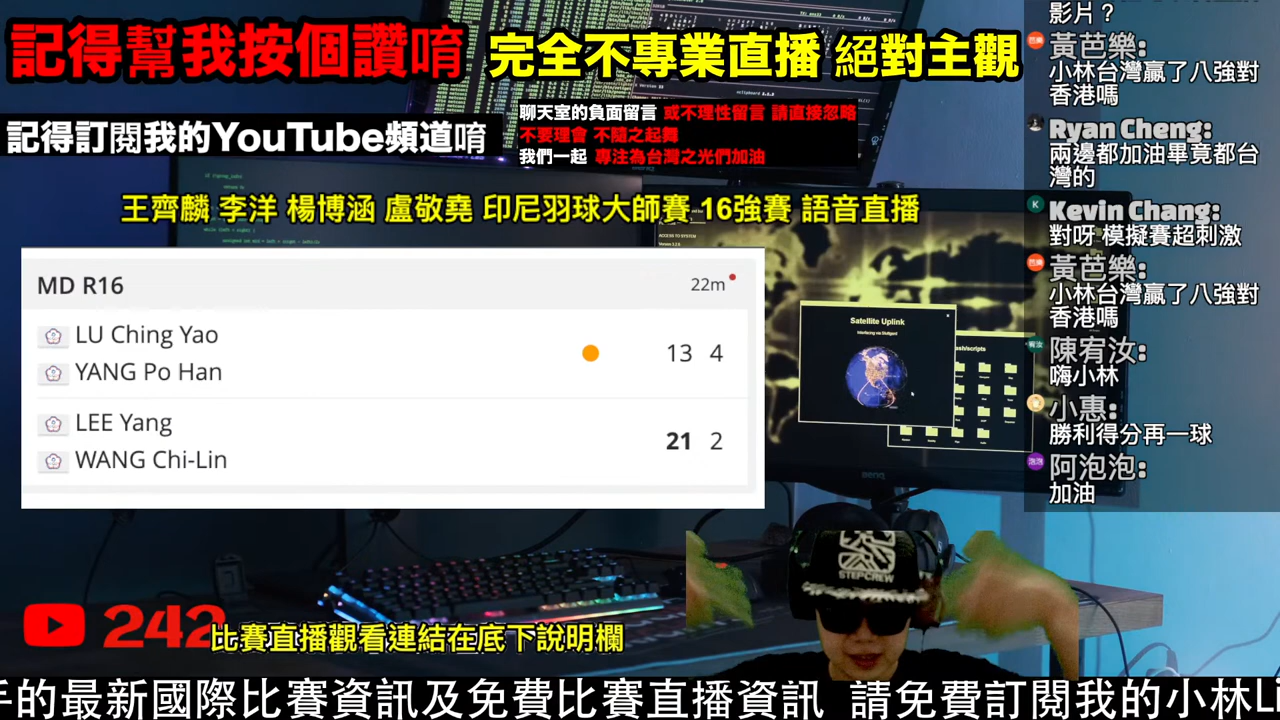 記得幫我按個讚唷
完全不專業直播 絕對主觀
聊天室的負面留言 或不理性留言 請直接忽略
不要理會 不隨之起舞
我們一起 專注為台灣之光們加油
記得訂閱我的YouTube頻道唷
王齊麟 李洋 楊博涵 盧敬堯 印尼羽球大師賽 16強賽 語音直播
MD R16
22m
LU Ching Yao
YANG Po Han
13 4
LEE Yang
WANG Chi-Lin
21 2
Satellite Uplink
BenQ
STEPCREW
影片？
黃芭樂:
小林台灣贏了八強對
香港嗎
Ryan Cheng:
兩邊都加油畢竟都台
灣的
Kevin Chang:
對呀 模擬賽超刺激
黃芭樂:
小林台灣贏了八強對
香港嗎
陳宥汝:
嗨小林
小惠:
勝利得分再一球
阿泡泡:
加油
242
比賽直播觀看連結在底下說明欄
手的最新國際比賽資訊及免費比賽直播資訊 請免費訂閱我的小林Li